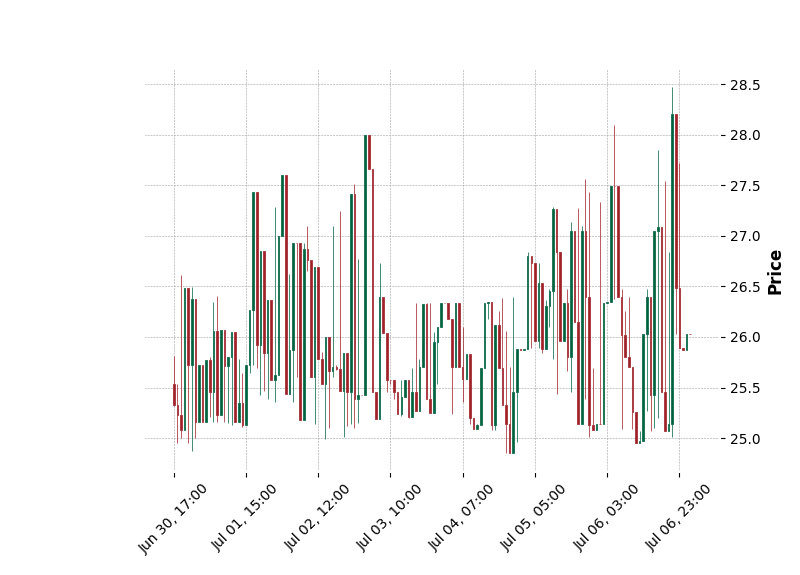 28.5
28.0
27.5
27.0
26.5
26.0
25.5
25.0
Price
Jun 30, 17:00
Jul 01, 15:00
Jul 02, 12:00
Jul 03, 10:00
Jul 04, 07:00
Jul 05, 05:00
Jul 06, 03:00
Jul 06, 23:00